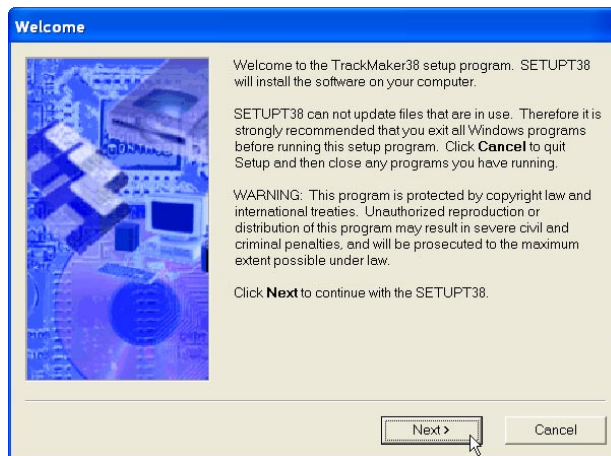 Welcome
Welcome to the TrackMaker38 setup program. SETUPT38
will install the software on your computer.
SETUPT38 can not update files that are in use. Therefore it is
strongly recommended that you exit all Windows programs
before running this setup program. Click Cancel to quit
Setup and then close any programs you have running.
WARNING: This program is protected by copyright law and
international treaties. Unauthorized reproduction or
distribution of this program may result in severe civil and
criminal penalties, and will be prosecuted to the maximum
extent possible under law.
Click Next to continue with the SETUPT38.
Next >
Cancel